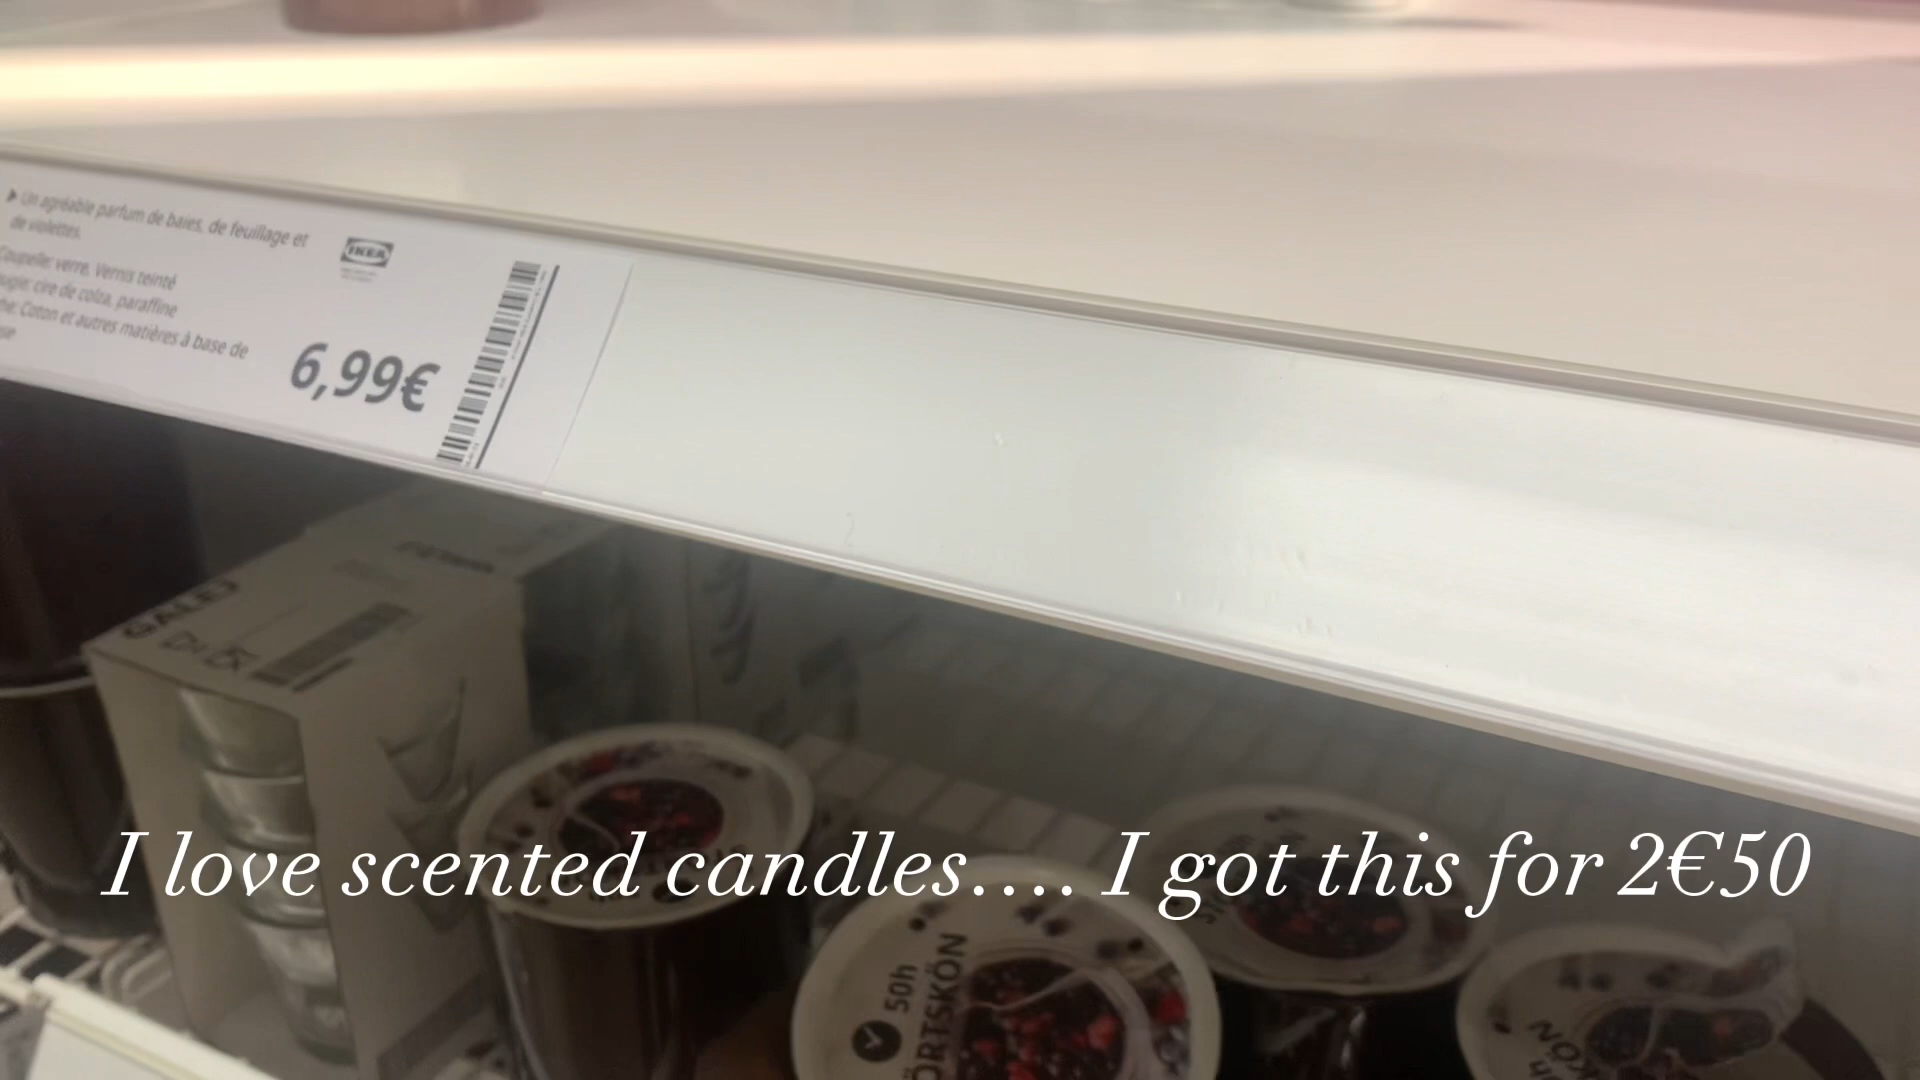 ▶ Un agréable parfum de baies, de feuillage et
de violettes.
Coupelle: verre, Vernis teinté
cire de colza, paraffine
Coton et autres matières à base de
IKEA
6,99€
GALEJ
I love scented candles.... I got this for 2€50
50h